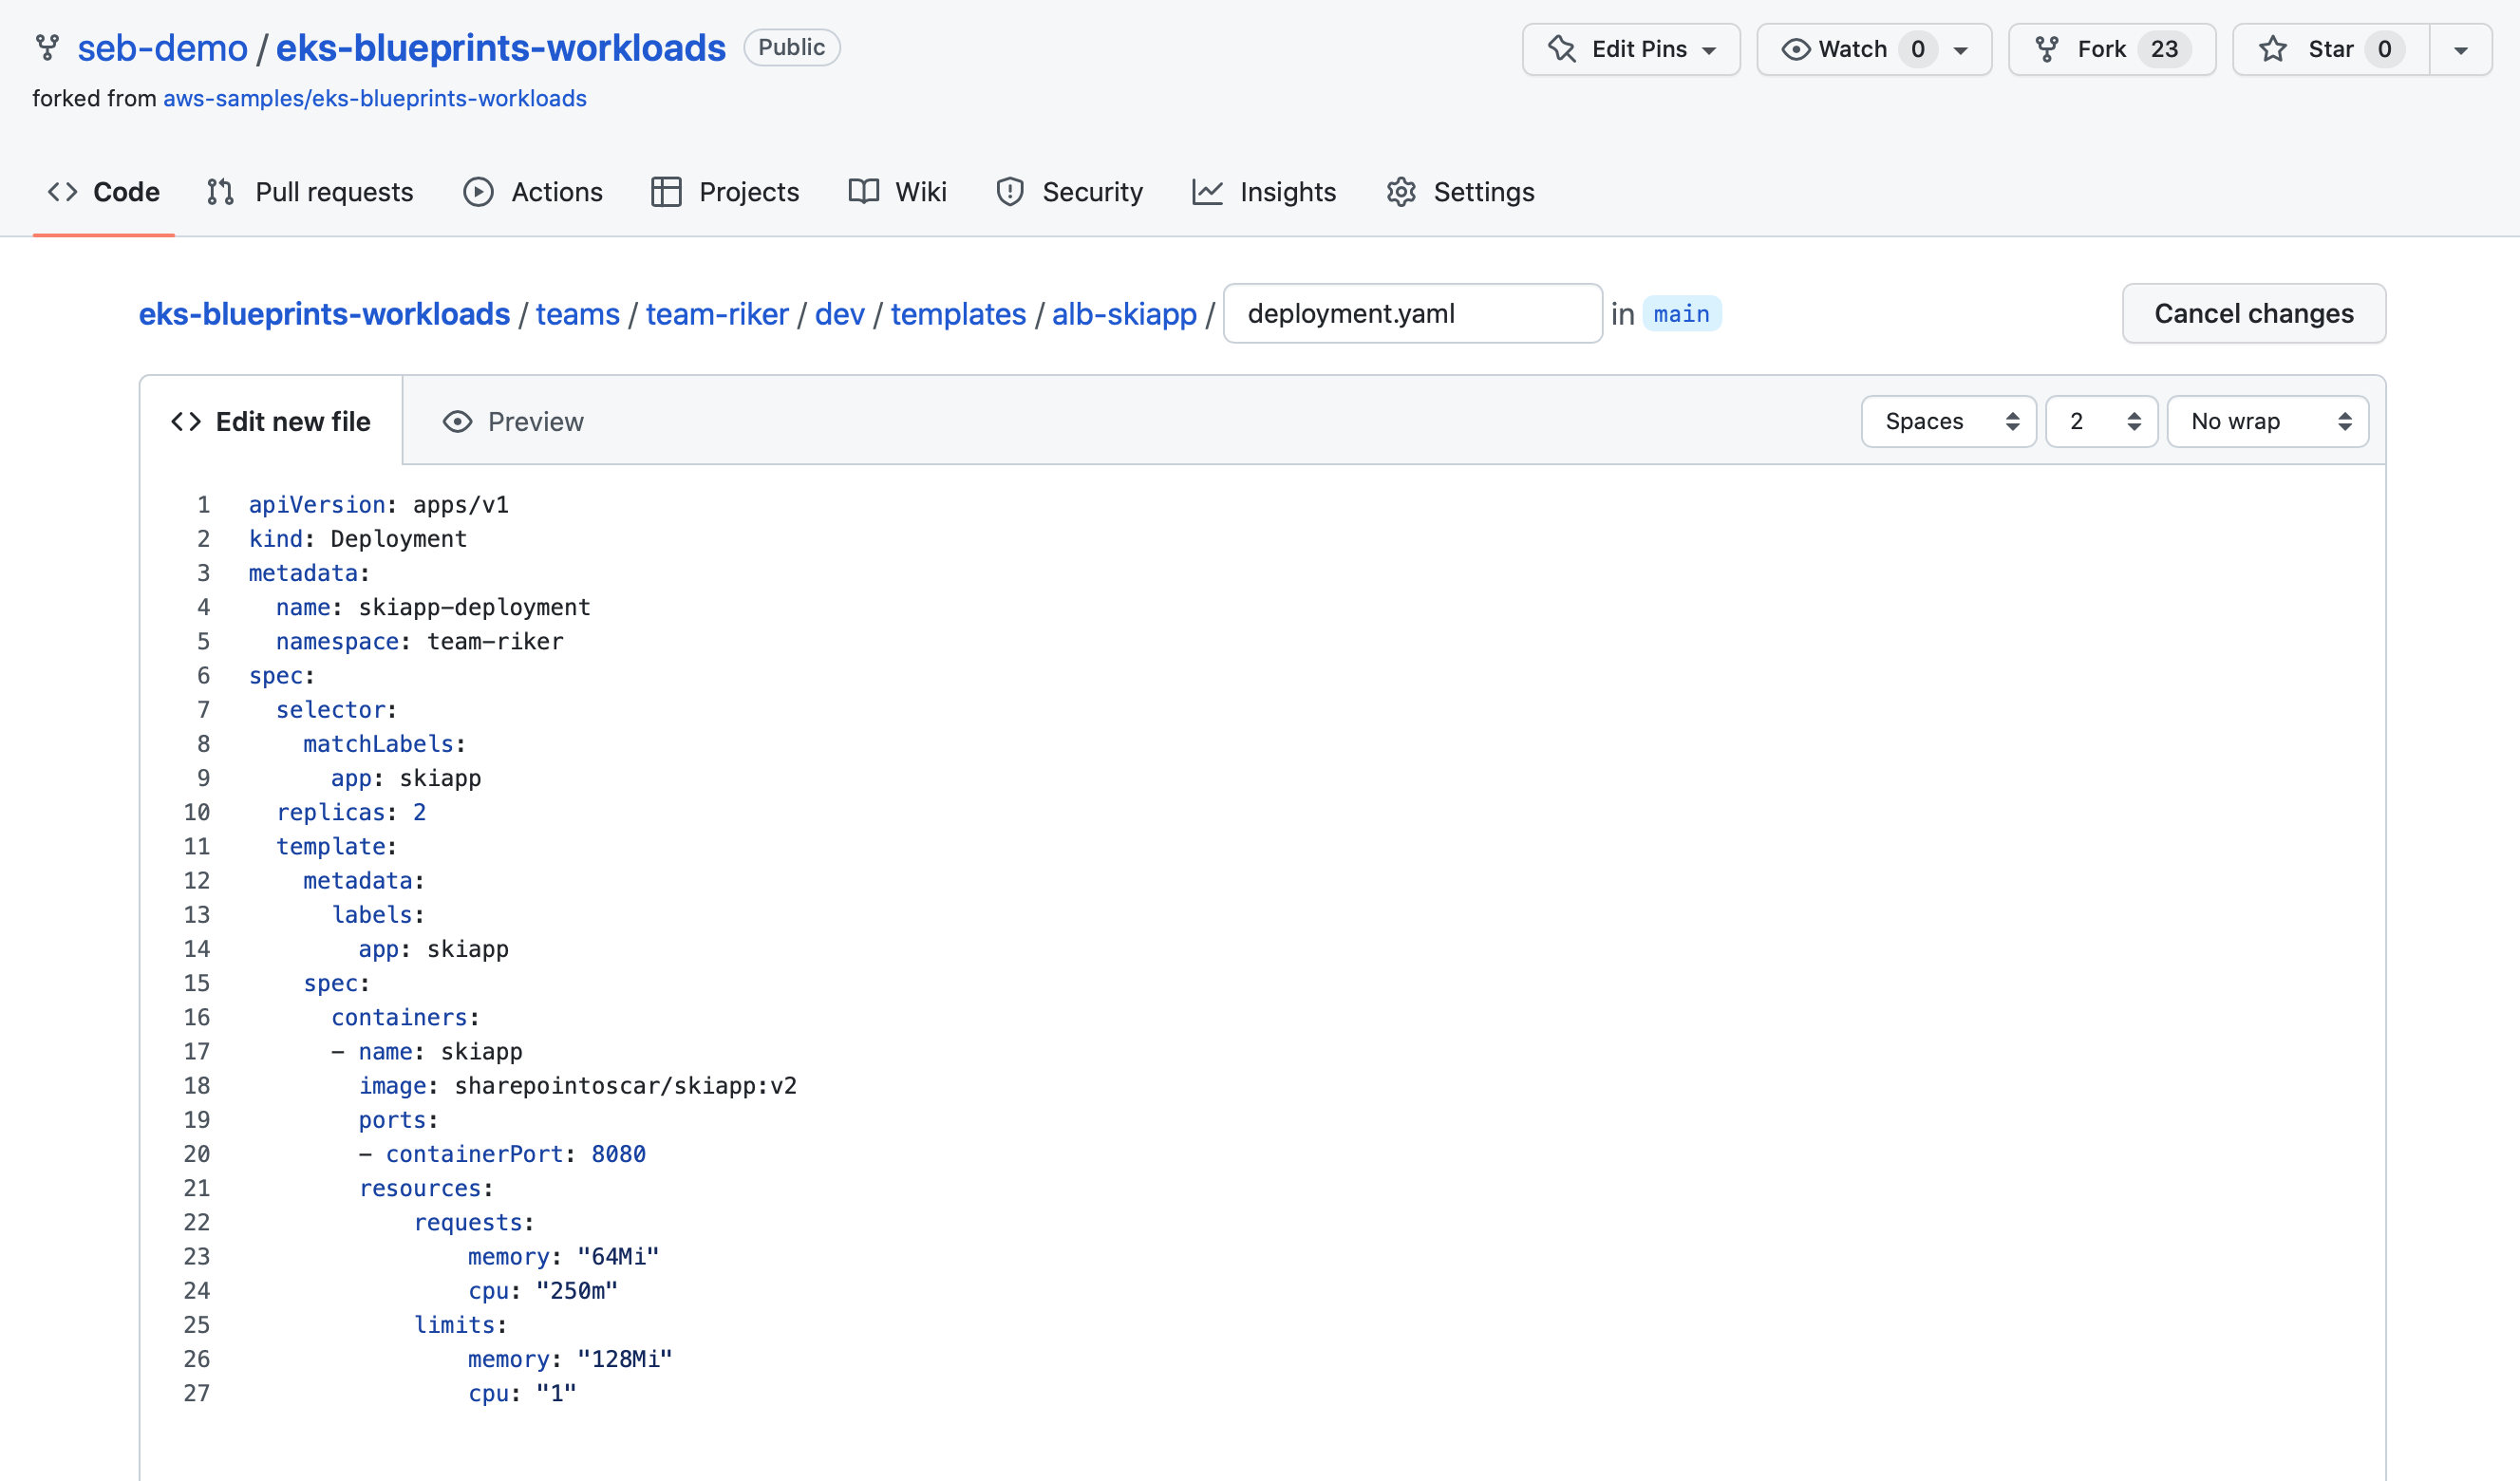 seb-demo / eks-blueprints-workloads Public Edit Pins Watch 0 Fork 23 Star 0
forked from aws-samples/eks-blueprints-workloads
Code Pull requests Actions Projects Wiki Security Insights Settings
eks-blueprints-workloads / teams / team-riker / dev / templates / alb-skiapp / deployment.yaml in main Cancel changes
Edit new file Preview Spaces 2 No wrap
1 apiVersion: apps/v1
2 kind: Deployment
3 metadata:
4   name: skiapp-deployment
5   namespace: team-riker
6 spec:
7   selector:
8     matchLabels:
9       app: skiapp
10   replicas: 2
11   template:
12     metadata:
13       labels:
14         app: skiapp
15     spec:
16       containers:
17       - name: skiapp
18         image: sharepointoscar/skiapp:v2
19         ports:
20         - containerPort: 8080
21         resources:
22             requests:
23                 memory: "64Mi"
24                 cpu: "250m"
25             limits:
26                 memory: "128Mi"
27                 cpu: "1"